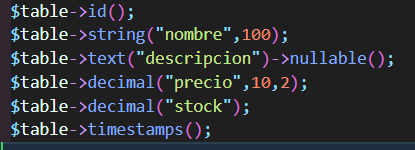 $table->id();
$table->string("nombre",100);
$table->text("descripcion")->nullable();
$table->decimal("precio",10,2);
$table->decimal("stock");
$table->timestamps();